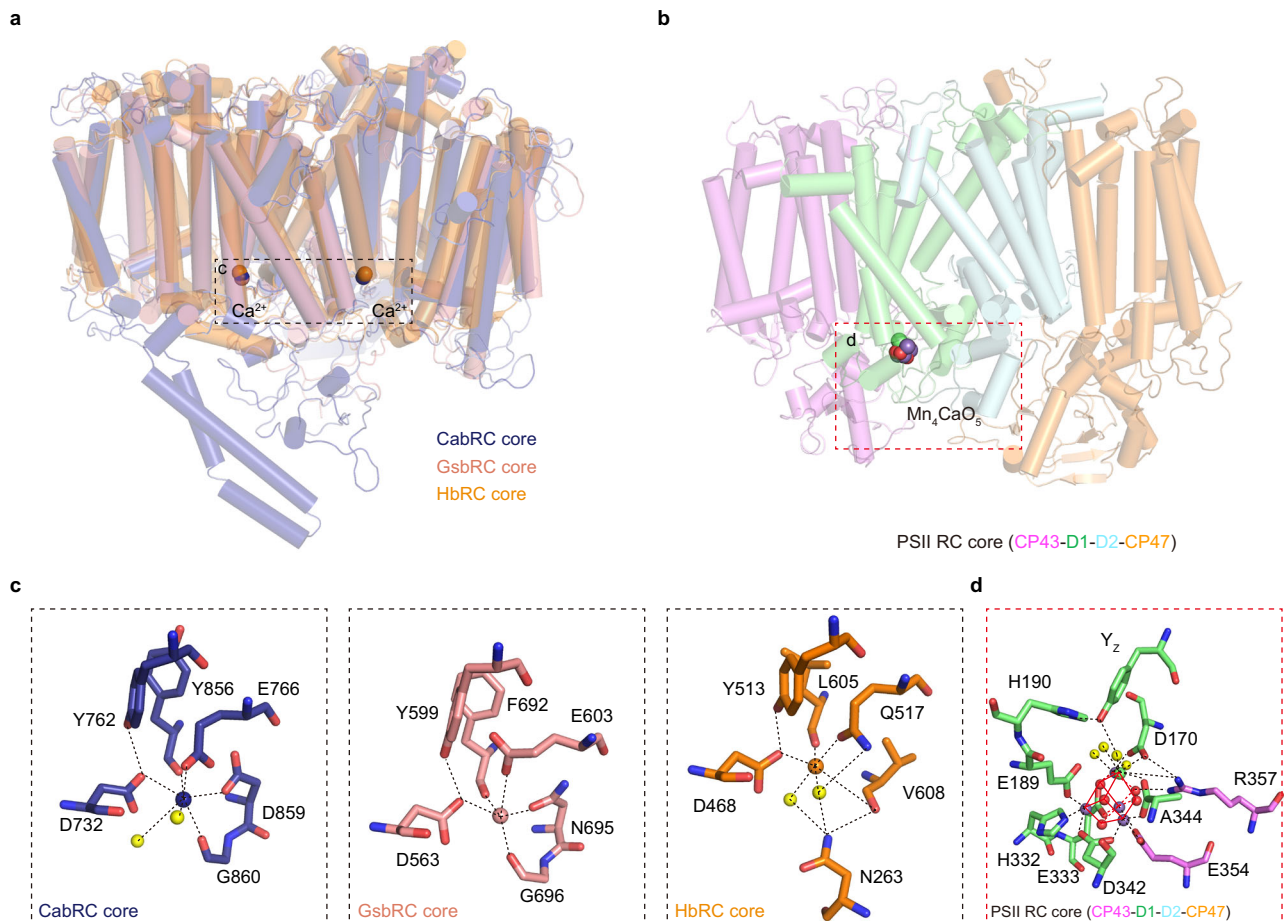 a
b
c
Ca²⁺
Ca²⁺
CabRC core
GsbRC core
HbRC core
d
Mn₄CaO₅
PSII RC core (CP43-D1-D2-CP47)
c
Y856
E766
Y762
D732
D859
G860
CabRC core
Y599
F692
E603
D563
N695
G696
GsbRC core
Y513
L605
Q517
D468
V608
N263
HbRC core
d
Y_Z
H190
D170
E189
R357
A344
H332
E333
D342
E354
PSII RC core (CP43-D1-D2-CP47)